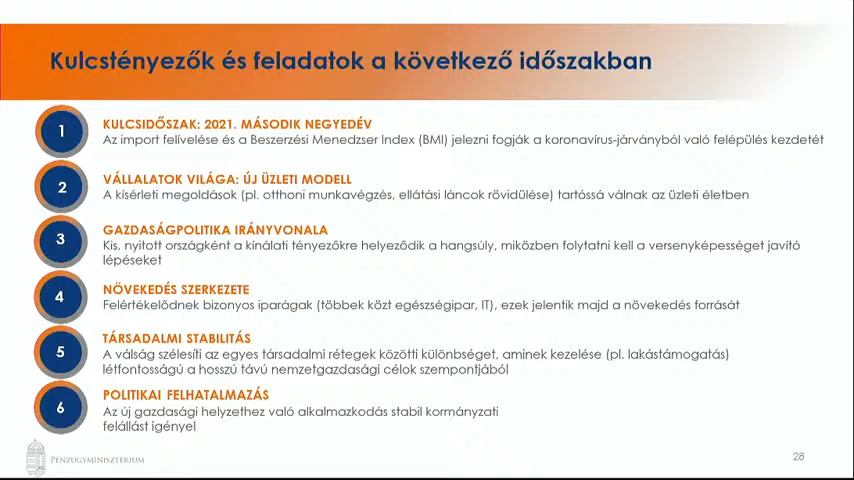 Kulcstényezők és feladatok a következő időszakban
1
KULCSIDŐSZAK: 2021. MÁSODIK NEGYEDÉV
Az import felívelése és a Beszerzési Menedzser Index (BMI) jelezni fogják a koronavírus-járványból való felépülés kezdetét
2
VÁLLALATOK VILÁGA: ÚJ ÜZLETI MODELL
A kísérleti megoldások (pl. otthoni munkavégzés, ellátási láncok rövidülése) tartóssá válnak az üzleti életben
3
GAZDASÁGPOLITIKA IRÁNYVONALA
Kis, nyitott országként a kínálati tényezőkre helyeződik a hangsúly, miközben folytatni kell a versenyképességet javító
lépéseket
4
NÖVEKEDÉS SZERKEZETE
Felértékelődnek bizonyos iparágak (többek közt egészségipar, IT), ezek jelentik majd a növekedés forrását
5
TÁRSADALMI STABILITÁS
A válság szélesíti az egyes társadalmi rétegek közötti különbséget, aminek kezelése (pl. lakástámogatás)
létfontosságú a hosszú távú nemzetgazdasági célok szempontjából
6
POLITIKAI FELHATALMAZÁS
Az új gazdasági helyzethez való alkalmazkodás stabil kormányzati
felállást igényel
PÉNZÜGYMINISZTÉRIUM
28